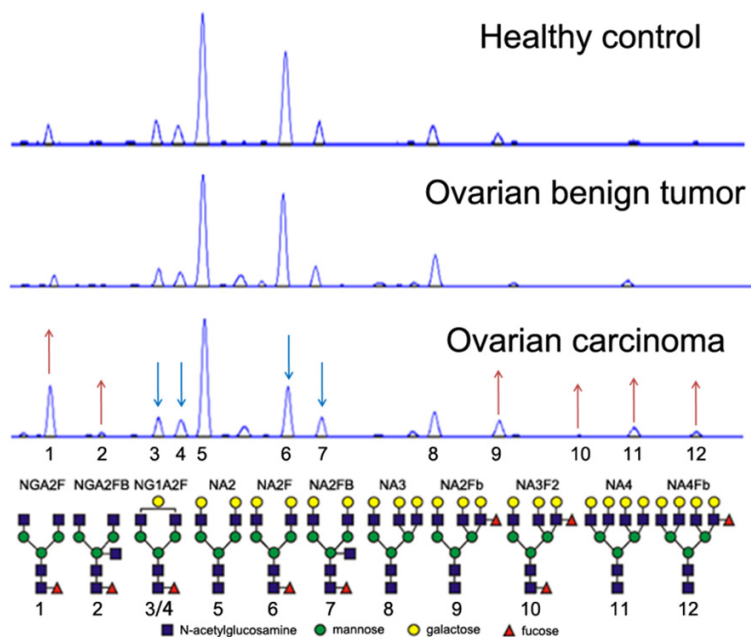 Healthy control
Ovarian benign tumor
Ovarian carcinoma
1 2 3 4 5 6 7 8 9 10 11 12
NGA2F NGA2FB NG1A2F NA2 NA2F NA2FB NA3 NA2Fb NA3F2 NA4 NA4Fb
1 2 3/4 5 6 7 8 9 10 11 12
N-acetylglucosamine mannose galactose fucose